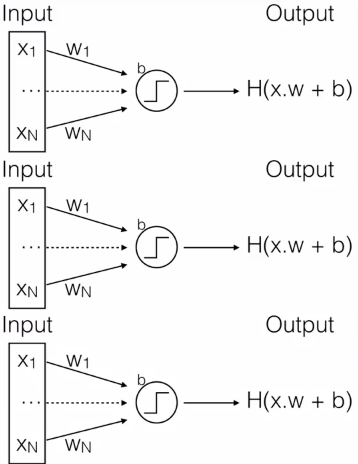 Input Output
x1 w1
b
... H(x.w + b)
xN wN
Input Output
x1 w1
b
... H(x.w + b)
xN wN
Input Output
x1 w1
b
... H(x.w + b)
xN wN